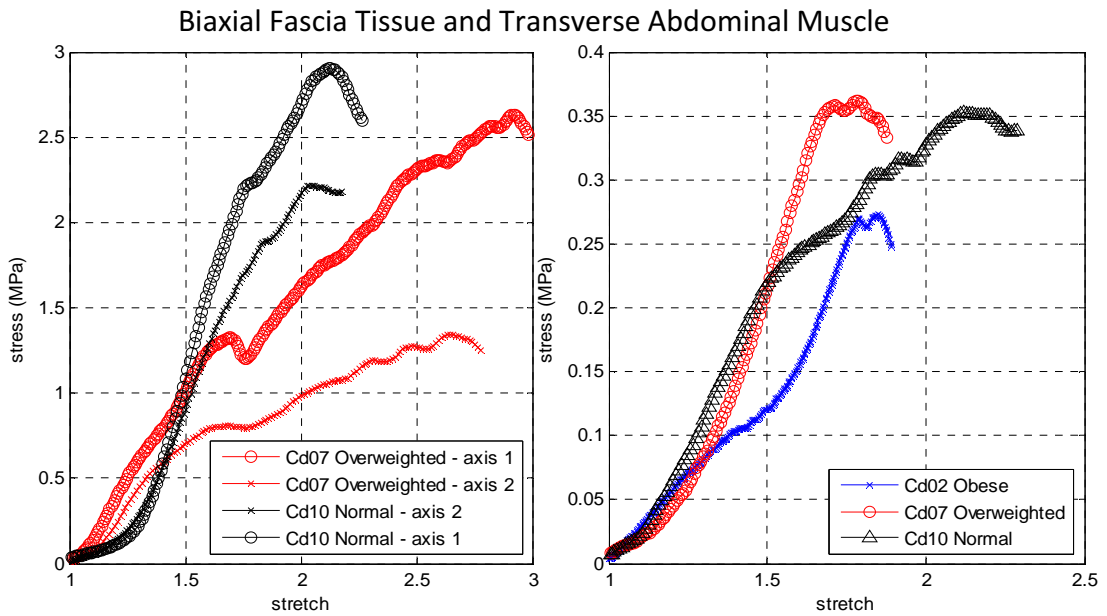 Biaxial Fascia Tissue and Transverse Abdominal Muscle
3
2.5
2
1.5
1
0.5
0
stress (MPa)
1
1.5
2
2.5
3
stretch
Cd07 Overweighted - axis 1
Cd07 Overweighted - axis 2
Cd10 Normal - axis 2
Cd10 Normal - axis 1
0.4
0.35
0.3
0.25
0.2
0.15
0.1
0.05
0
stress (MPa)
1
1.5
2
2.5
stretch
Cd02 Obese
Cd07 Overweighted
Cd10 Normal